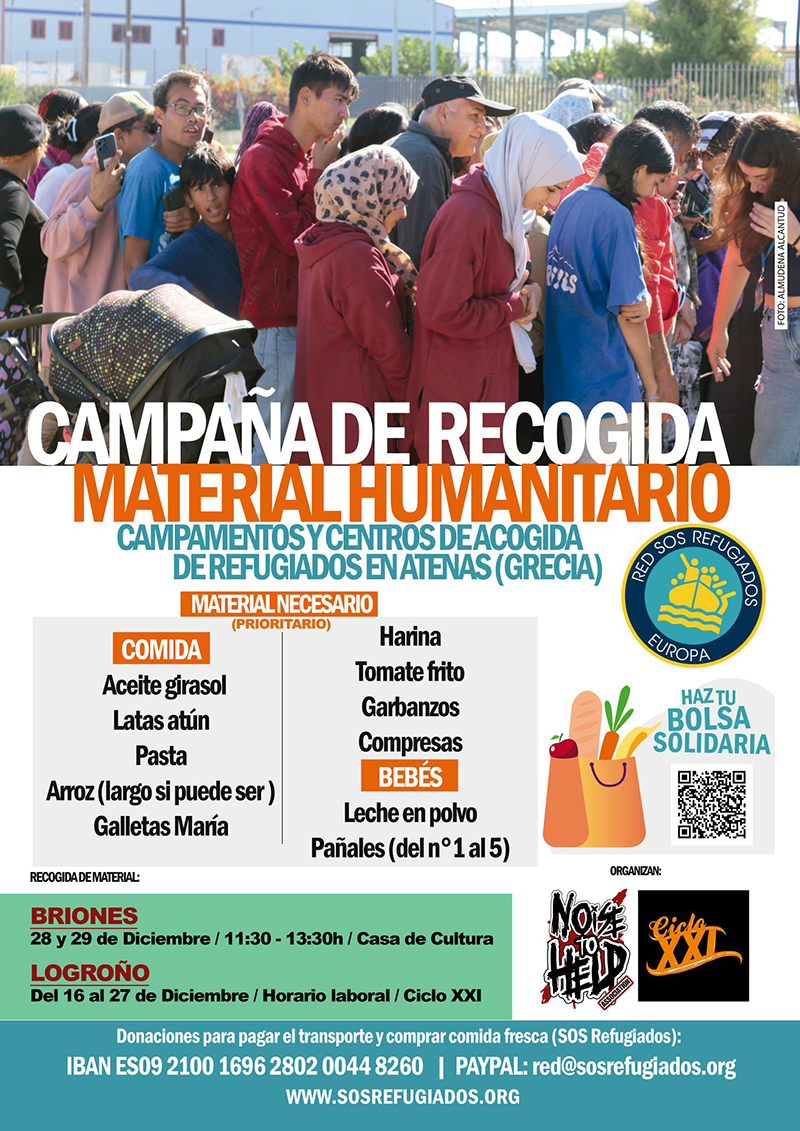 FOTO: ALMUDENA ALCANTUD
CAMPAÑA DE RECOGIDA
MATERIAL HUMANITARIO
CAMPAMENTOS Y CENTROS DE ACOGIDA
DE REFUGIADOS EN ATENAS (GRECIA)
RED SOS REFUGIADOS
EUROPA
MATERIAL NECESARIO
(PRIORITARIO)
COMIDA
Aceite girasol
Latas atún
Pasta
Arroz (largo si puede ser )
Galletas María
Harina
Tomate frito
Garbanzos
Compresas
BEBÉS
Leche en polvo
Pañales (del n° 1 al 5)
HAZ TU
BOLSA
SOLIDARIA
RECOGIDA DE MATERIAL:
BRIONES
28 y 29 de Diciembre / 11:30 - 13:30h / Casa de Cultura
LOGROÑO
Del 16 al 27 de Diciembre / Horario laboral / Ciclo XXI
ORGANIZAN:
NOISE
TO
HELP
ASSOCIATION
Ciclo
XXI
Donaciones para pagar el transporte y comprar comida fresca (SOS Refugiados):
IBAN ES09 2100 1696 2802 0044 8260 | PAYPAL: red@sosrefugiados.org
WWW.SOSREFUGIADOS.ORG